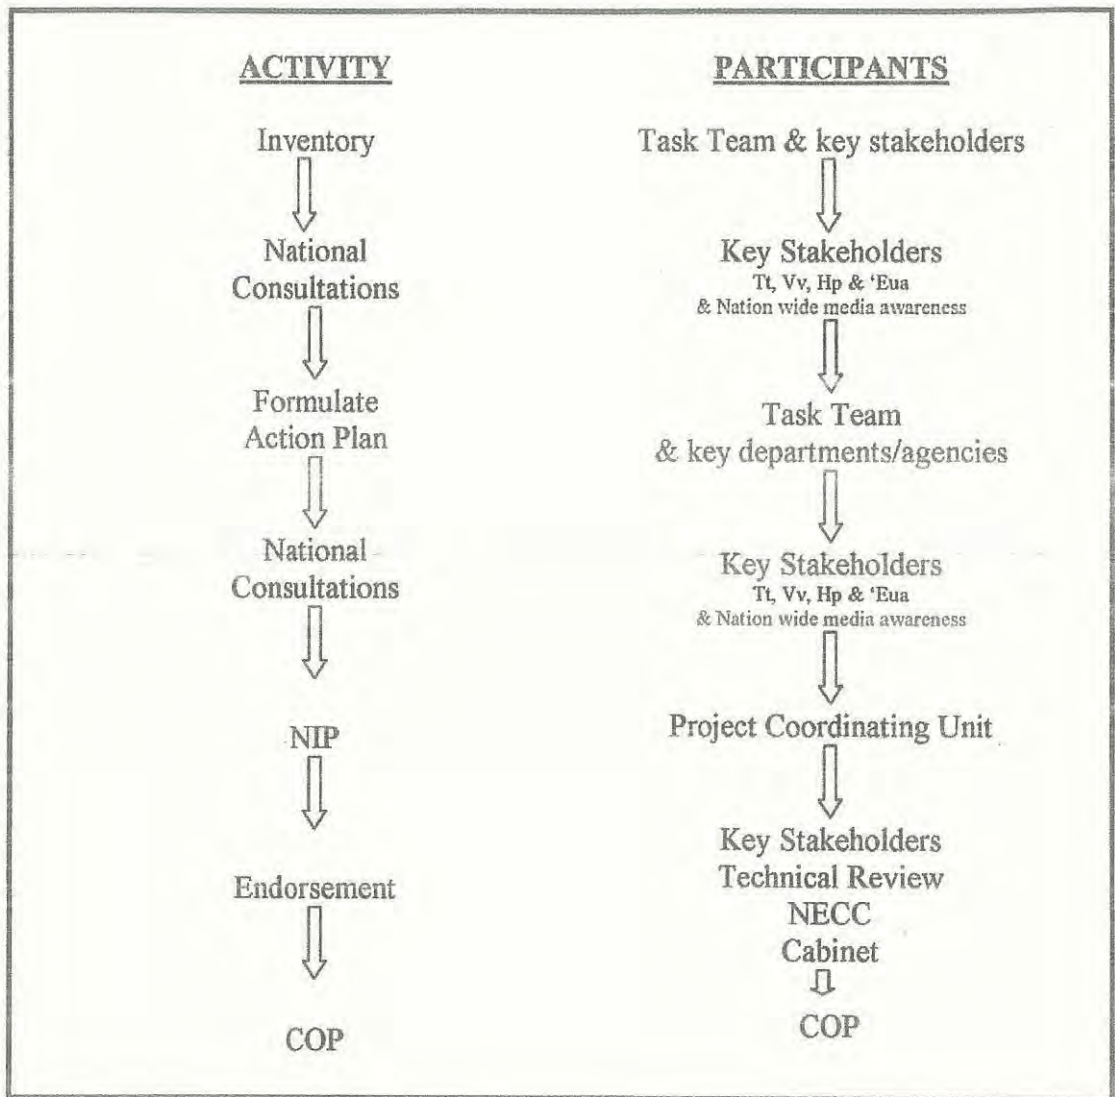 ACTIVITY
Inventory
National
Consultations
Formulate
Action Plan
National
Consultations
NIP
Endorsement
COP
PARTICIPANTS
Task Team & key stakeholders
Key Stakeholders
Tt, Vv, Hp & ‘Eua
& Nation wide media awareness
Task Team
& key departments/agencies
Key Stakeholders
Tt, Vv, Hp & ‘Eua
& Nation wide media awareness
Project Coordinating Unit
Key Stakeholders
Technical Review
NECC
Cabinet
COP